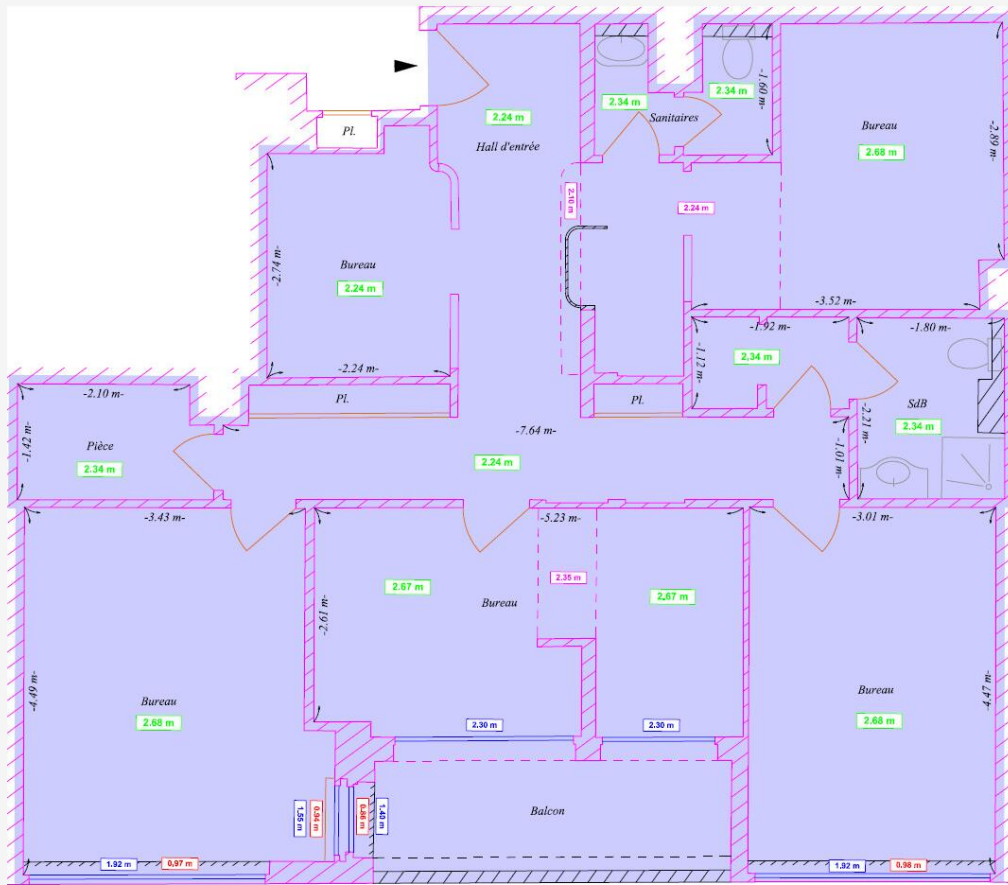 -1.60 m-
2.34 m
2.34 m
Sanitaires
2.24 m
Hall d'entrée
Pl.
Bureau
2.68 m
-2.89 m-
2.10 m
2.24 m
-2.74 m-
Bureau
2.24 m
-2.24 m-
-3.52 m-
-1.92 m-
-1.80 m-
2.34 m
-1.12 m-
-2.10 m-
Pl.
Pl.
SdB
2.34 m
-2.21 m-
-1.42 m-
Pièce
2.34 m
-7.64 m-
2.24 m
-1.01 m-
-3.43 m-
-5.23 m-
-3.01 m-
2.67 m
2.35 m
2.67 m
Bureau
-2.61 m-
-4.49 m-
Bureau
2.68 m
Bureau
2.68 m
-4.47 m-
2.30 m
2.30 m
1.55 m
0.94 m
0.86 m
1.40 m
Balcon
1.92 m
0.97 m
1.92 m
0.98 m